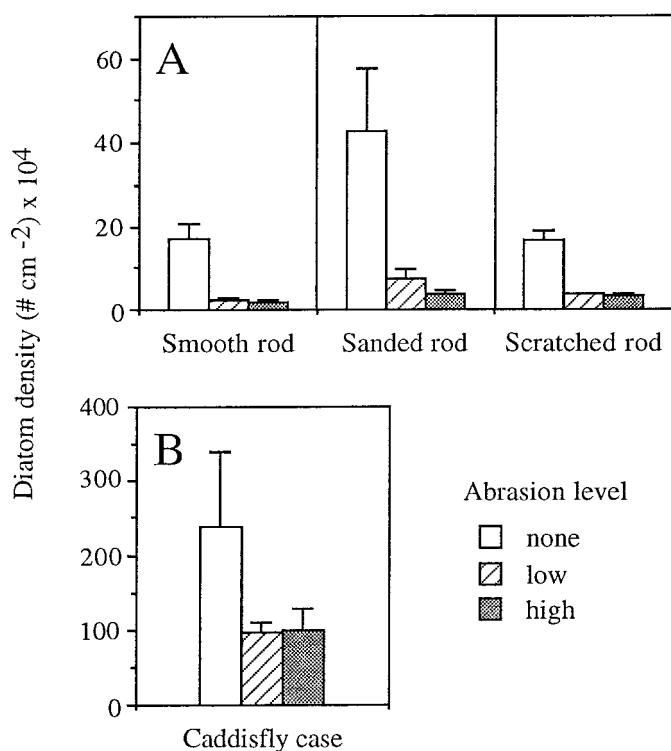 Diatom density (# cm -2) x 10^4
A
60
40
20
0
Smooth rod Sanded rod Scratched rod
B
400
300
200
100
0
Caddisfly case
Abrasion level
none
low
high